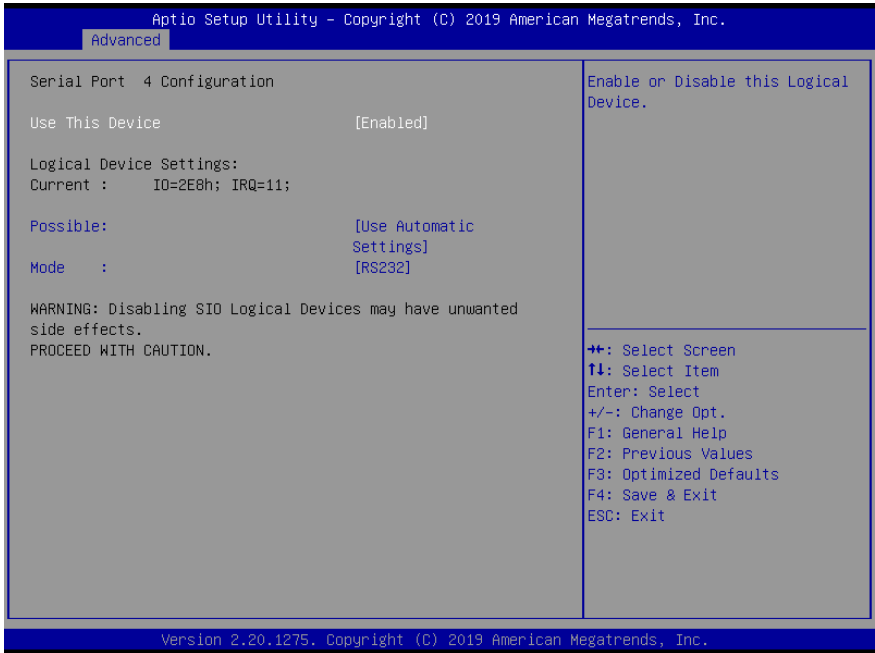 Aptio Setup Utility – Copyright (C) 2019 American Megatrends, Inc.
Advanced
Serial Port 4 Configuration
Use This Device [Enabled]
Logical Device Settings:
Current : IO=2E8h; IRQ=11;
Possible: [Use Automatic
Settings]
Mode : [RS232]
WARNING: Disabling SIO Logical Devices may have unwanted
side effects.
PROCEED WITH CAUTION.
Enable or Disable this Logical
Device.
→←: Select Screen
↑↓: Select Item
Enter: Select
+/-: Change Opt.
F1: General Help
F2: Previous Values
F3: Optimized Defaults
F4: Save & Exit
ESC: Exit
Version 2.20.1275. Copyright (C) 2019 American Megatrends, Inc.